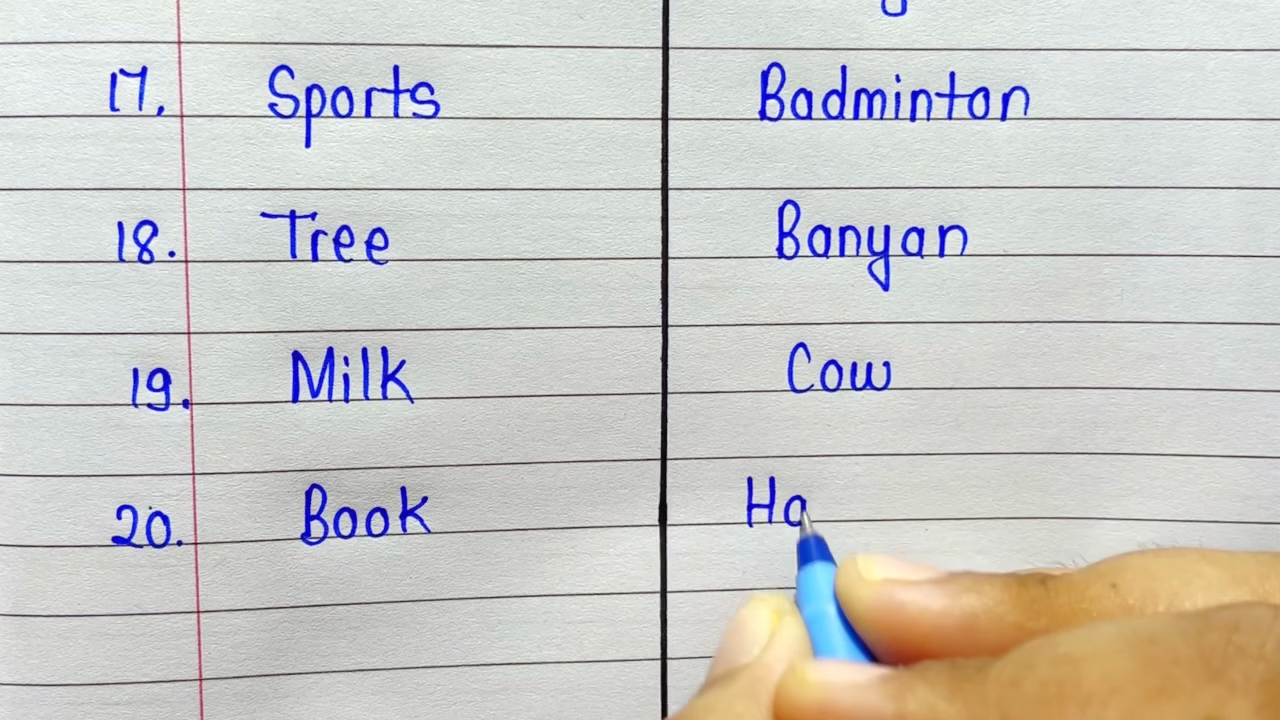 17. Sports Badminton
18. Tree Banyan
19. Milk Cow
20. Book Ha